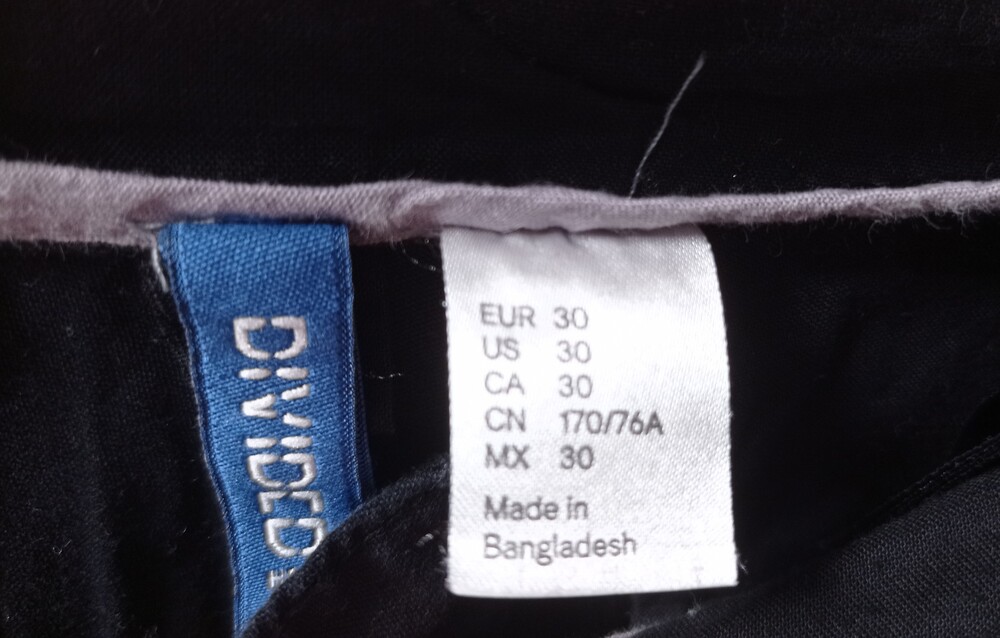 DIVIDED
EUR 30
US 30
CA 30
CN 170/76A
MX 30
Made in
Bangladesh